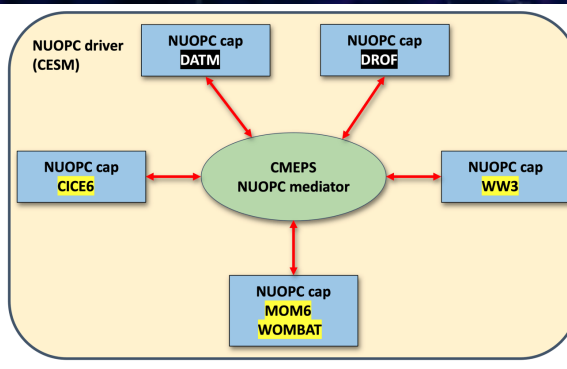 NUOPC driver
(CESM)
NUOPC cap
DATM
NUOPC cap
DROF
NUOPC cap
CICE6
CMEPS
NUOPC mediator
NUOPC cap
WW3
NUOPC cap
MOM6
WOMBAT